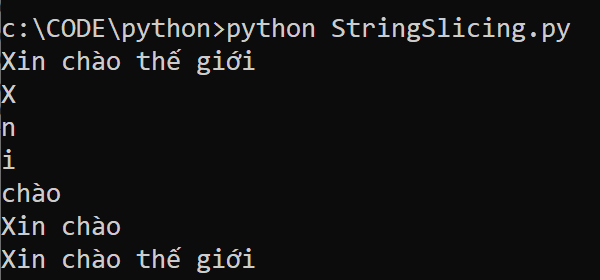 c:\CODE\python>python StringSlicing.py
Xin chào thế giới
X
n
i
chào
Xin chào
Xin chào thế giới